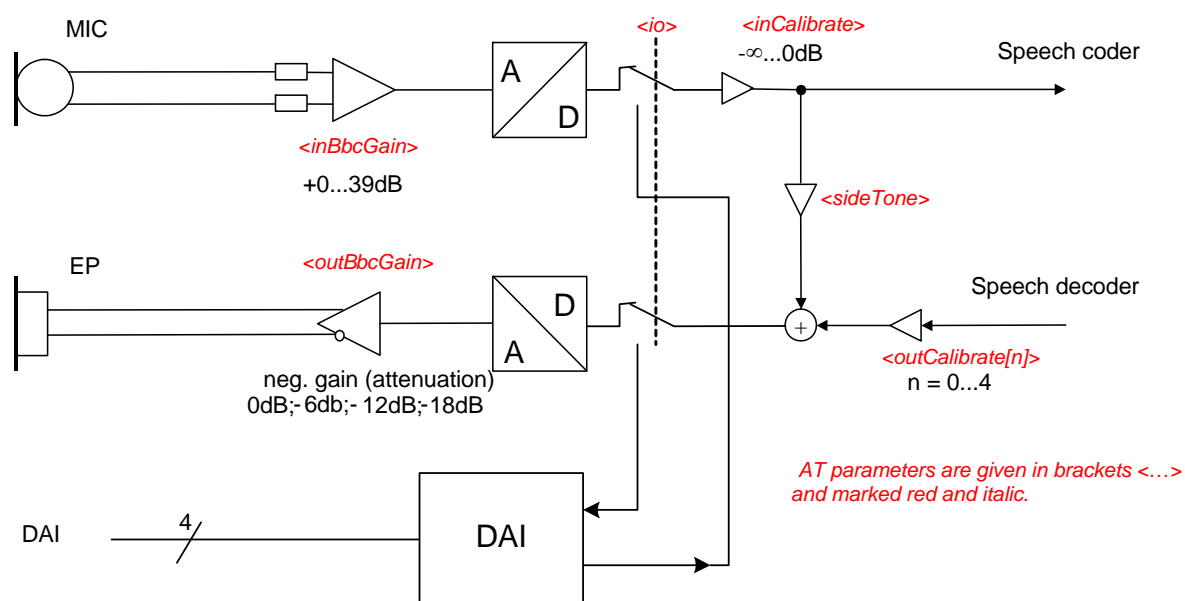 MIC
<io>
<inCalibrate>
-∞...0dB
Speech coder
A
D
<inBbcGain>
+0...39dB
<sideTone>
EP
<outBbcGain>
D
A
Speech decoder
+
<outCalibrate[n]>
n = 0...4
neg. gain (attenuation)
0dB;-6db;-12dB;-18dB
AT parameters are given in brackets <...>
and marked red and italic.
DAI
4
DAI